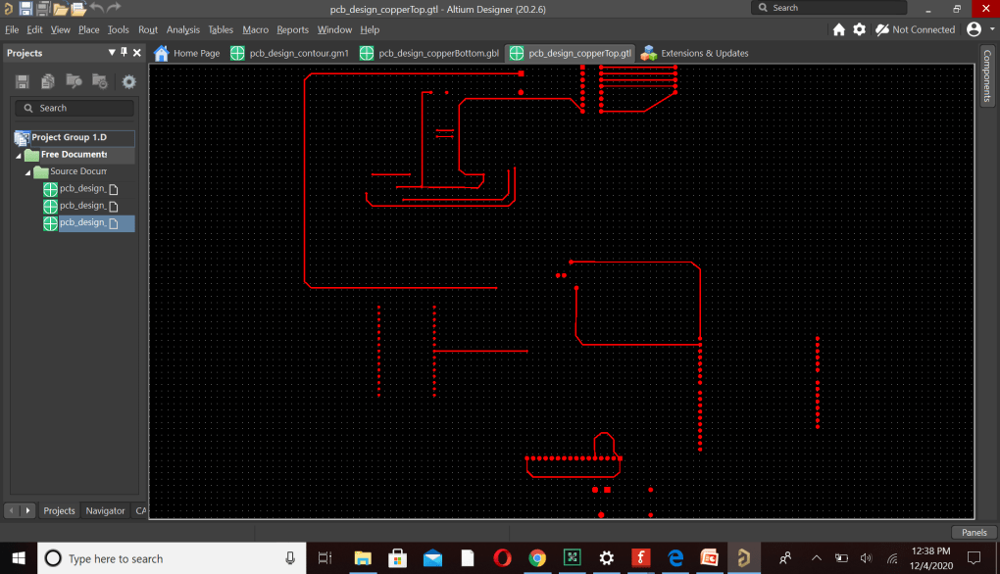 pcb_design_copperTop.gtl - Altium Designer (20.2.6)
Search
File Edit View Place Tools Rout Analysis Tables Macro Reports Window Help
Not Connected
Projects
Home Page pcb_design_contour.gm1 pcb_design_copperBottom.gbl pcb_design_copperTop.gtl Extensions & Updates
Components
Search
Project Group 1.D
Free Documents
Source Docum
pcb_design_
pcb_design_
pcb_design_
Projects Navigator CA
Panels
Type here to search
12:38 PM
12/4/2020